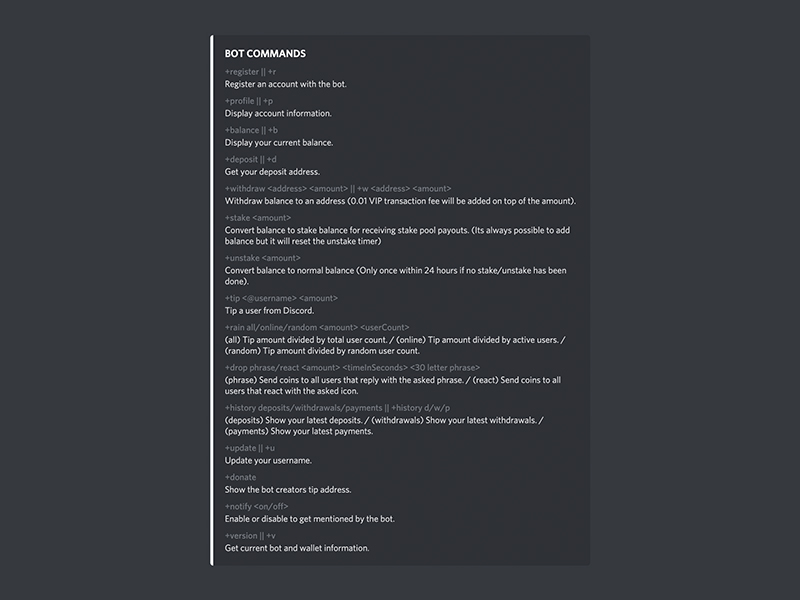 BOT COMMANDS
+register || +r
Register an account with the bot.
+profile || +p
Display account information.
+balance || +b
Display your current balance.
+deposit || +d
Get your deposit address.
+withdraw <address> <amount> || +w <address> <amount>
Withdraw balance to an address (0.01 VIP transaction fee will be added on top of the amount).
+stake <amount>
Convert balance to stake balance for receiving stake pool payouts. (Its always possible to add
balance but it will reset the unstake timer)
+unstake <amount>
Convert balance to normal balance (Only once within 24 hours if no stake/unstake has been
done).
+tip <@username> <amount>
Tip a user from Discord.
+rain all/online/random <amount> <userCount>
(all) Tip amount divided by total user count. / (online) Tip amount divided by active users. /
(random) Tip amount divided by random user count.
+drop phrase/react <amount> <timeInSeconds> <30 letter phrase>
(phrase) Send coins to all users that reply with the asked phrase. / (react) Send coins to all
users that react with the asked icon.
+history deposits/withdrawals/payments || +history d/w/p
(deposits) Show your latest deposits. / (withdrawals) Show your latest withdrawals. /
(payments) Show your latest payments.
+update || +u
Update your username.
+donate
Show the bot creators tip address.
+notify <on/off>
Enable or disable to get mentioned by the bot.
+version || +v
Get current bot and wallet information.